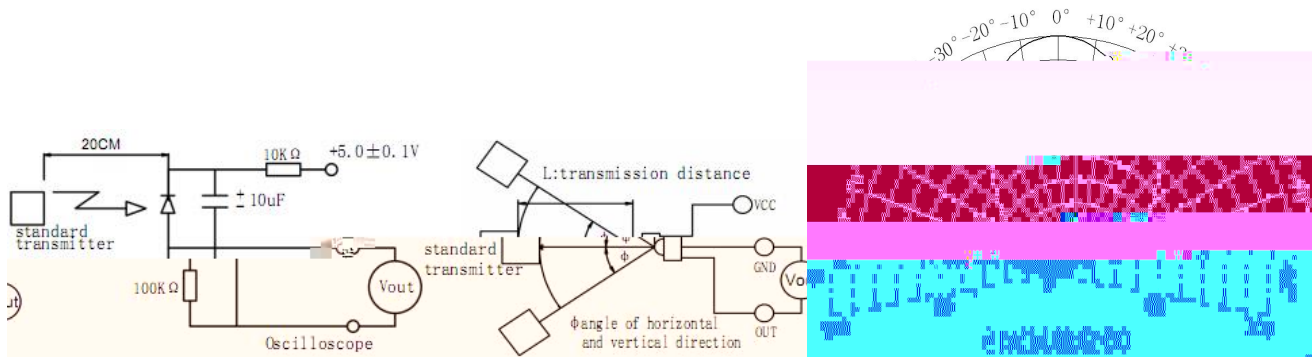 -30° -20° -10° 0° +10° +20°
20CM
10KΩ
+5.0±0.1V
10uF
standard
transmitter
100KΩ
Vout
Oscilloscope
L:transmission distance
VCC
standard
transmitter
ϕ
GND
OUT
ϕangle of horizontal
and vertical direction